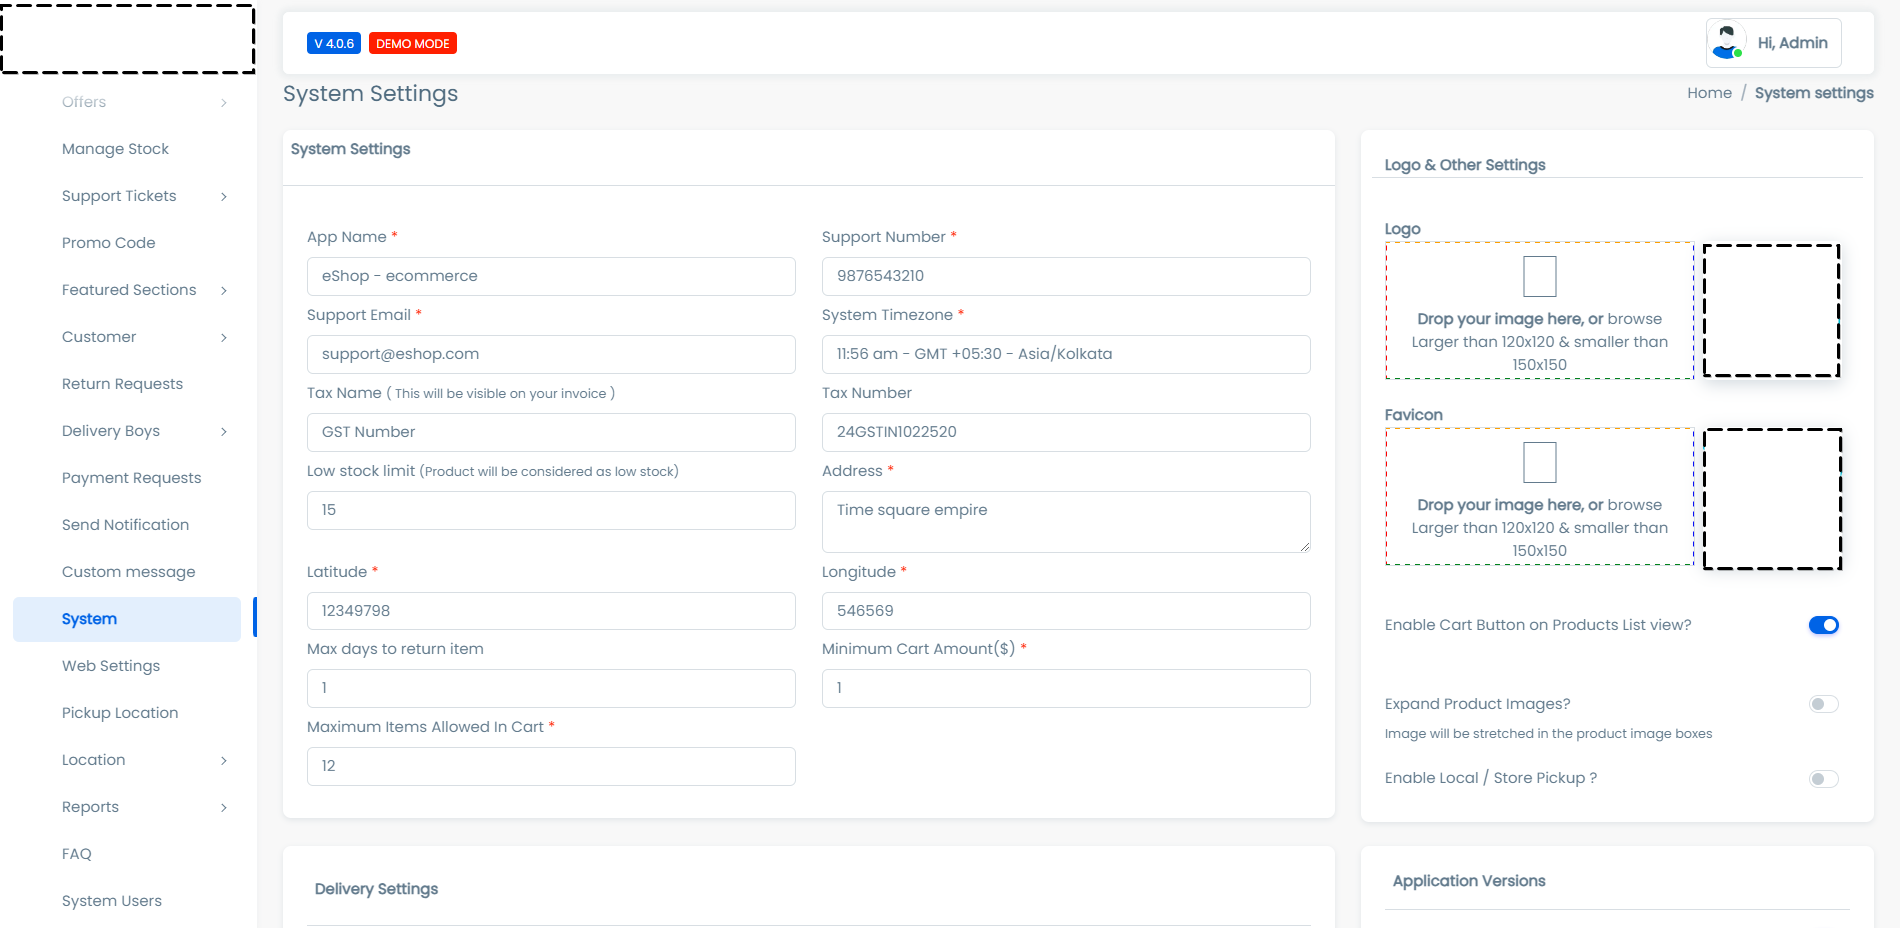 V 4.0.6 DEMO MODE
Hi, Admin
System Settings
Home / System settings
Offers
Manage Stock
Support Tickets
Promo Code
Featured Sections
Customer
Return Requests
Delivery Boys
Payment Requests
Send Notification
Custom message
System
Web Settings
Pickup Location
Location
Reports
FAQ
System Users
System Settings
App Name *
eShop - ecommerce
Support Number *
9876543210
Support Email *
support@eshop.com
System Timezone *
11:56 am - GMT +05:30 - Asia/Kolkata
Tax Name ( This will be visible on your invoice )
GST Number
Tax Number
24GSTIN1022520
Low stock limit (Product will be considered as low stock)
15
Address *
Time square empire
Latitude *
12349798
Longitude *
546569
Max days to return item
1
Minimum Cart Amount($) *
1
Maximum Items Allowed In Cart *
12
Delivery Settings
Logo & Other Settings
Logo
Drop your image here, or browse
Larger than 120x120 & smaller than
150x150
Favicon
Drop your image here, or browse
Larger than 120x120 & smaller than
150x150
Enable Cart Button on Products List view?
Expand Product Images?
Image will be stretched in the product image boxes
Enable Local / Store Pickup ?
Application Versions